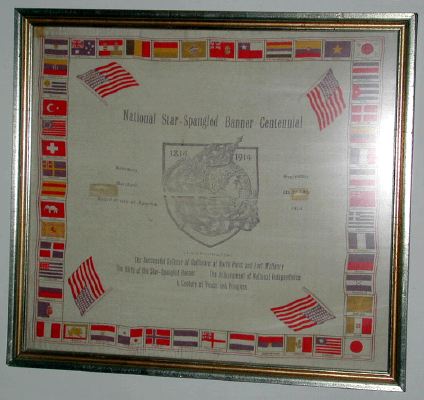 National Star-Spangled Banner Centennial
1814 1914
Baltimore September
Maryland
United States of America 1914
Commemorating
The Successful Defense of Baltimore at North Point and Fort McHenry
The Birth of the Star-Spangled Banner The Achievement of National Independence
A Century of Peace and Progress